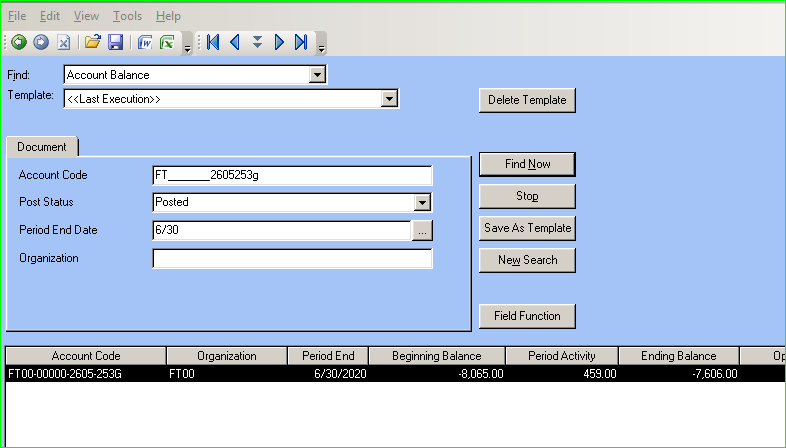 File Edit View Tools Help
Find: Account Balance
Template: <<Last Execution>>
Delete Template
Document
Account Code FT_______2605253g
Find Now
Post Status Posted
Stop
Period End Date 6/30 ...
Save As Template
Organization
New Search
Field Function
Account Code Organization Period End Beginning Balance Period Activity Ending Balance Op
FT00-00000-2605-253G FT00 6/30/2020 -8,065.00 459.00 -7,606.00